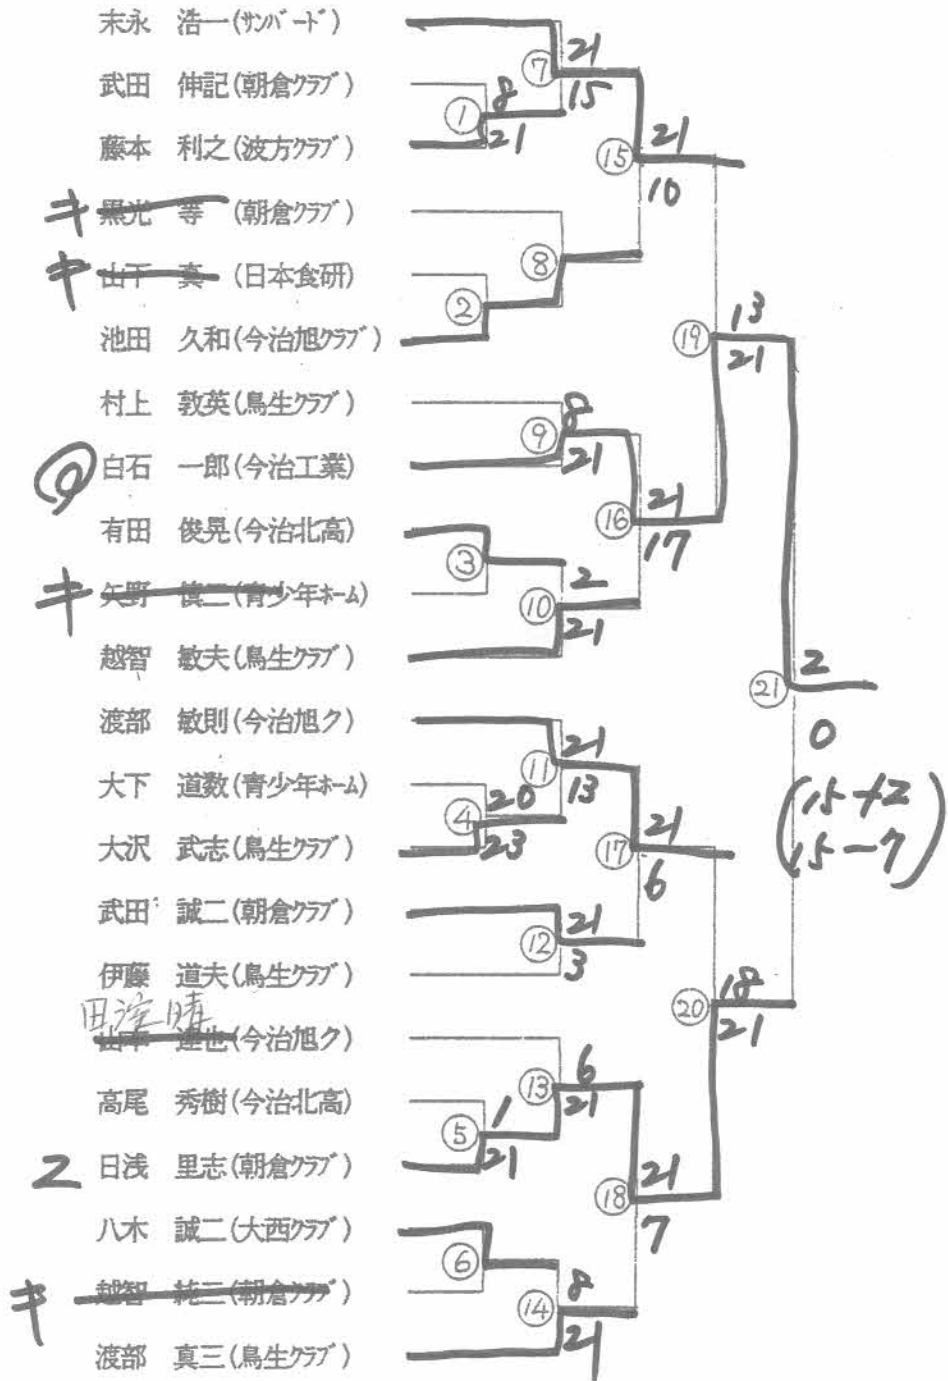 末永 浩一(サンバード) 21
⑦
武田 伸記(朝倉クラブ) 8 15
①
藤本 利之(波方クラブ) 21 ⑮ 21
10
キ 黒光 等 (朝倉クラブ)
⑧
キ 山下 真 (日本食研)
②
池田 久和(今治旭クラブ) ⑲ 13
21
村上 敦英(鳥生クラブ) 8
⑨
白石 一郎(今治工業) 21
有田 俊晃(今治北高) ⑯ 21
③ 17
キ 矢野 慎二(青少年ホーム) 2
⑩
越智 敏夫(鳥生クラブ) 21
㉑ 2
渡部 敏則(今治旭ク) 0
⑪ 21
大下 道数(青少年ホーム) 20 13
④ (15-12
大沢 武志(鳥生クラブ) 23 ⑰ 21
15-7)
6
武田 誠二(朝倉クラブ) 21
⑫
伊藤 道夫(鳥生クラブ) 3
⑳ 18
21
山本 達也(今治旭ク)
⑬ 6
高尾 秀樹(今治北高) 1 21
⑤
2 日浅 里志(朝倉クラブ) 21 ⑱ 21
7
八木 誠二(大西クラブ)
⑥
キ 越智 純三(朝倉クラブ) 8
⑭
渡部 真三(鳥生クラブ) 21